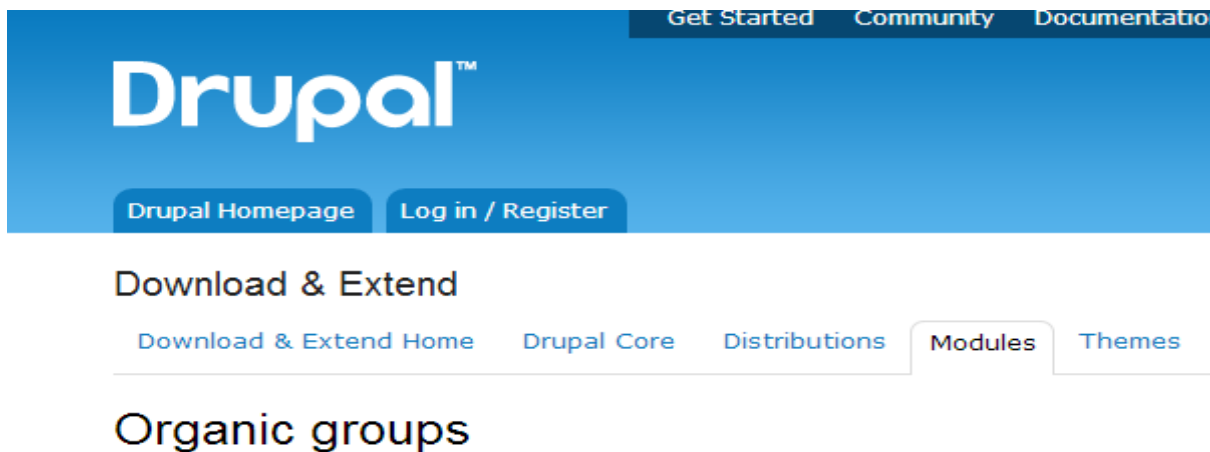 Get Started Community Documentatio
Drupal™
Drupal Homepage Log in / Register
Download & Extend
Download & Extend Home Drupal Core Distributions Modules Themes
Organic groups